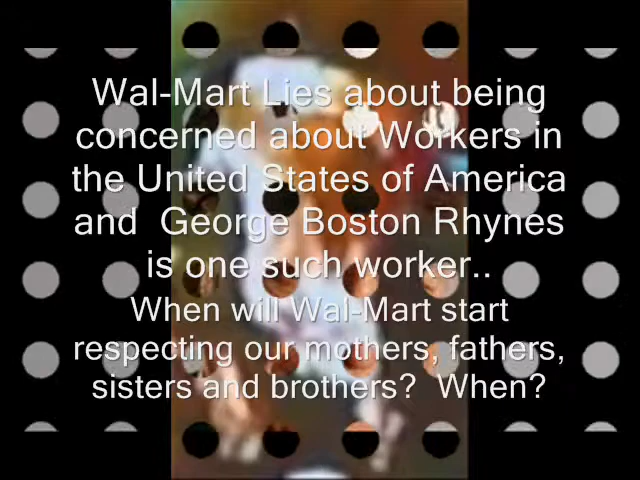 Wal-Mart Lies about being
concerned about Workers in
the United States of America
and  George Boston Rhynes
is one such worker..
When will Wal-Mart start
respecting our mothers, fathers,
sisters and brothers?  When?